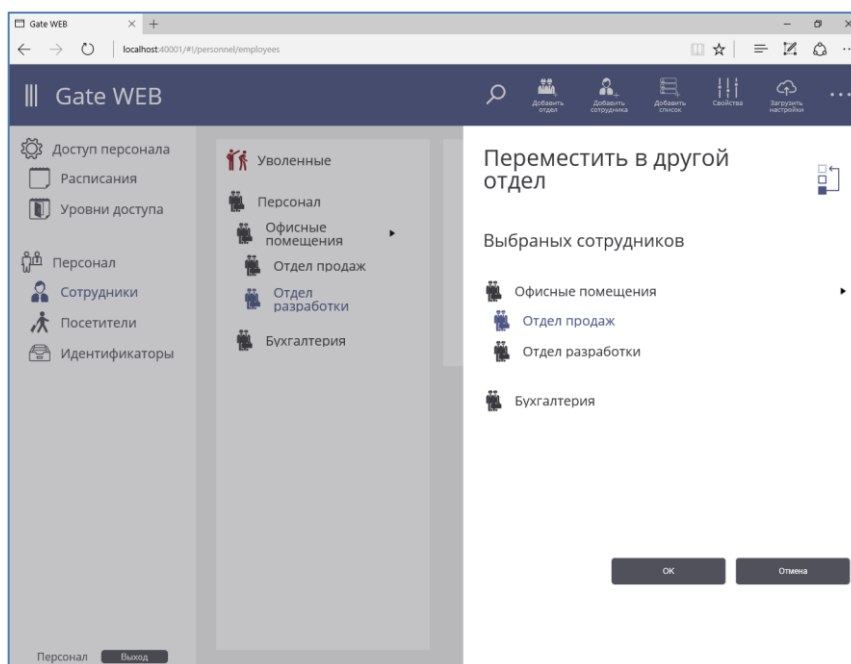 Gate WEB
localhost:40001/#!/personnel/employees
Gate WEB
Добавить
отдел
Добавить
сотрудника
Добавить
список
Свойства
Загрузить
настройки
Доступ персонала
Расписания
Уровни доступа
Персонал
Сотрудники
Посетители
Идентификаторы
Уволенные
Персонал
Офисные
помещения
Отдел продаж
Отдел
разработки
Бухгалтерия
Переместить в другой
отдел
Выбраных сотрудников
Офисные помещения
Отдел продаж
Отдел разработки
Бухгалтерия
OK
Отмена
Персонал
Выход